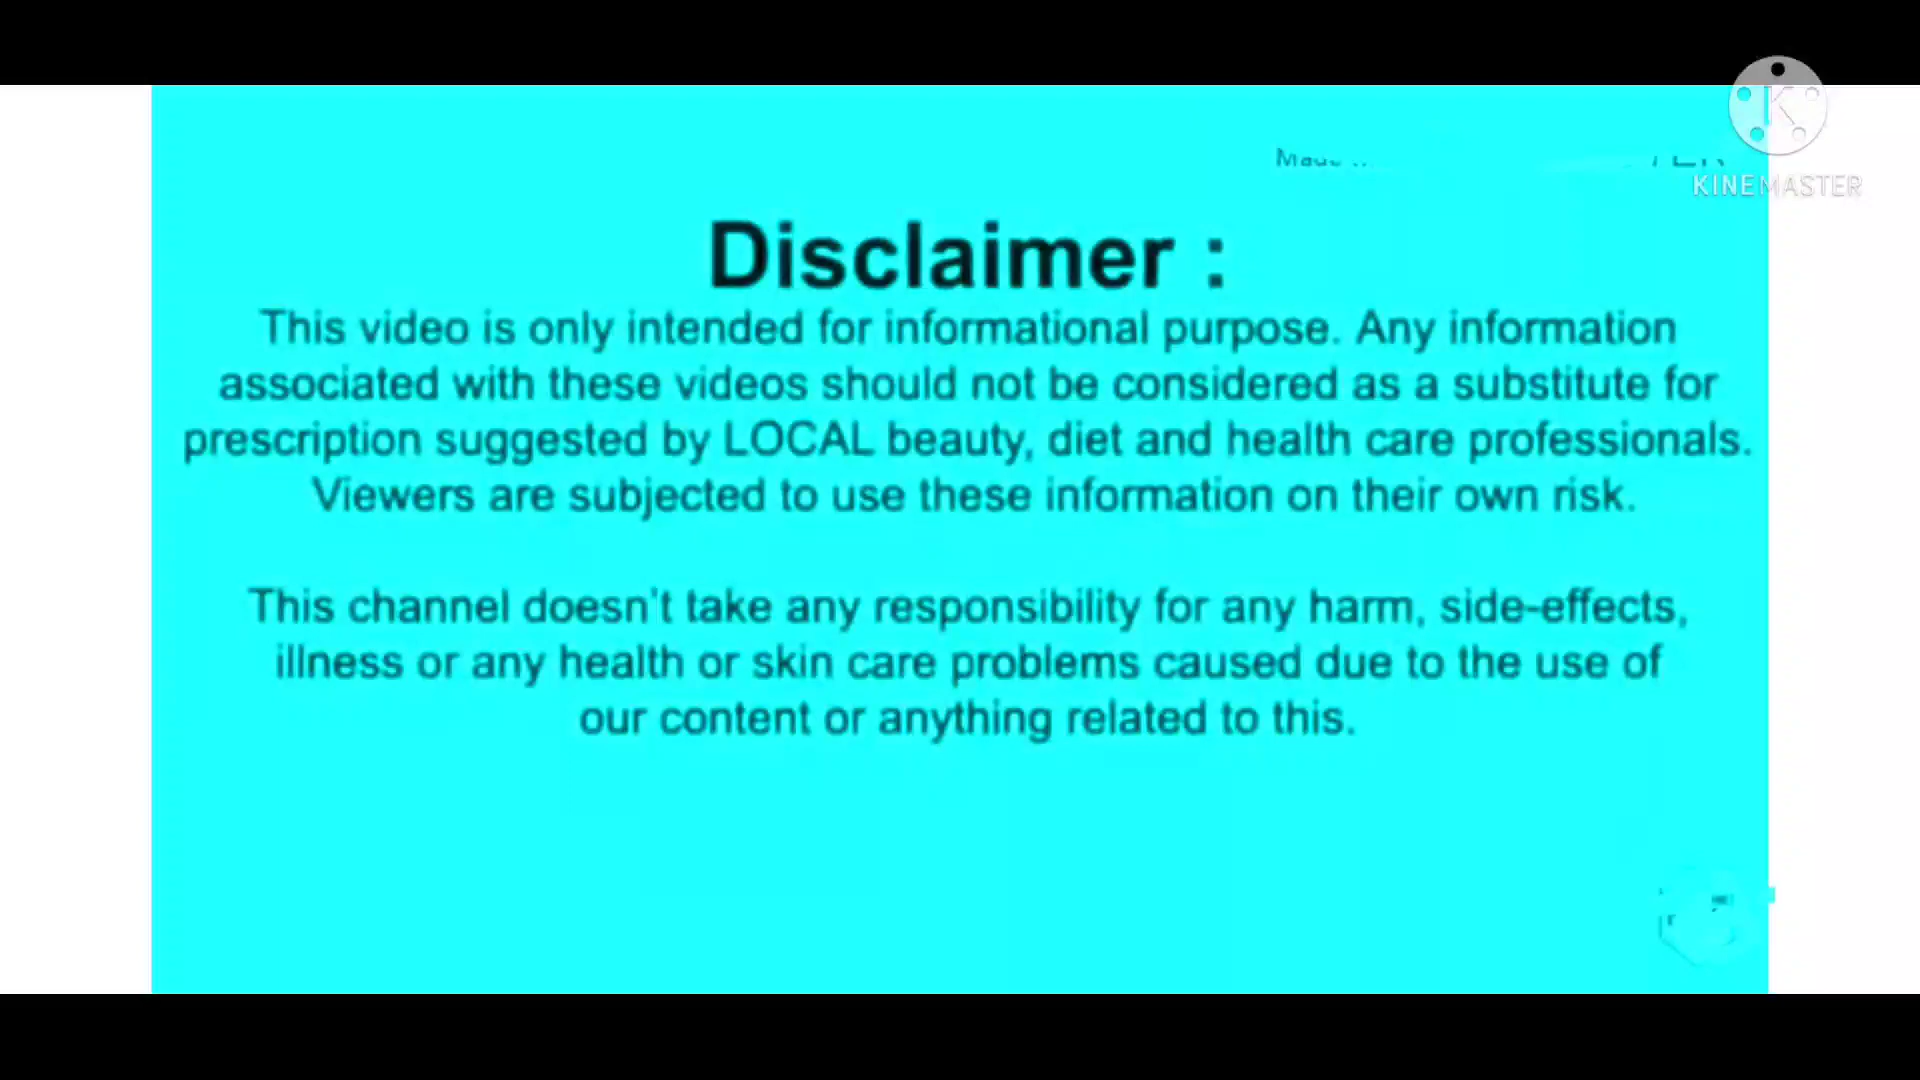 KINEMASTER
Disclaimer :
This video is only intended for informational purpose. Any information
associated with these videos should not be considered as a substitute for
prescription suggested by LOCAL beauty, diet and health care professionals.
Viewers are subjected to use these information on their own risk.
This channel doesn't take any responsibility for any harm, side-effects,
illness or any health or skin care problems caused due to the use of
our content or anything related to this.